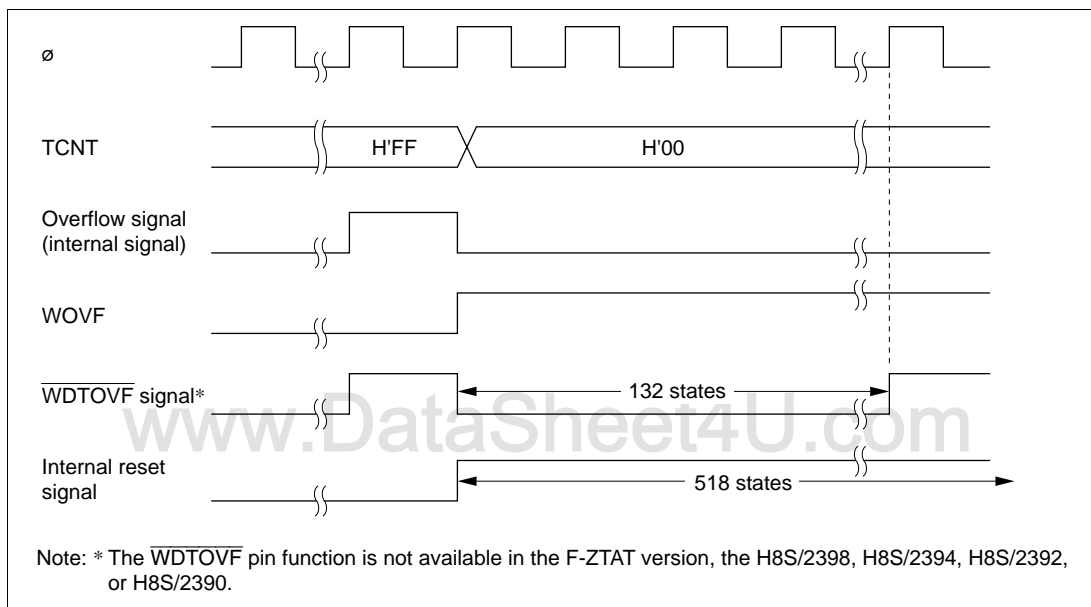 ø
TCNT
H'FF
H'00
Overflow signal
(internal signal)
WOVF
WDTOVF signal*
132 states
www.DataSheet4U.com
Internal reset
signal
518 states
Note: * The WDTOVF pin function is not available in the F-ZTAT version, the H8S/2398, H8S/2394, H8S/2392,
or H8S/2390.